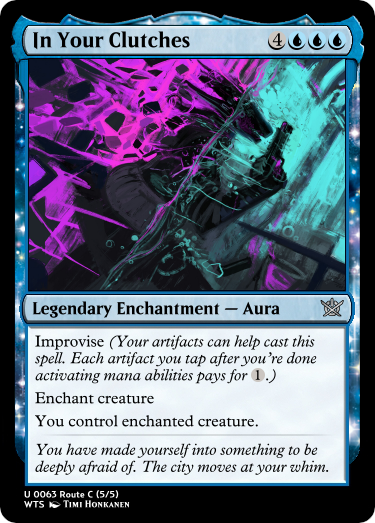 In Your Clutches 4
Legendary Enchantment — Aura
Improvise (Your artifacts can help cast this
spell. Each artifact you tap after you're done
activating mana abilities pays for 1.)
Enchant creature
You control enchanted creature.
You have made yourself into something to be
deeply afraid of. The city moves at your whim.
U 0063 Route C (5/5)
WTS Timi Honkanen